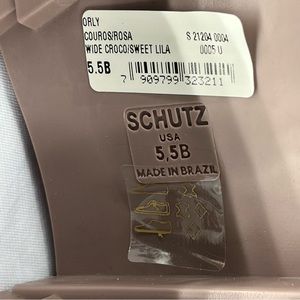 ORLY
COUROS/ROSA S 21204 0004
WIDE CROCO/SWEET LILA 0005 U
5.5B
7 909799 323211
SCHUTZ
USA
5,5B
MADE IN BRAZIL